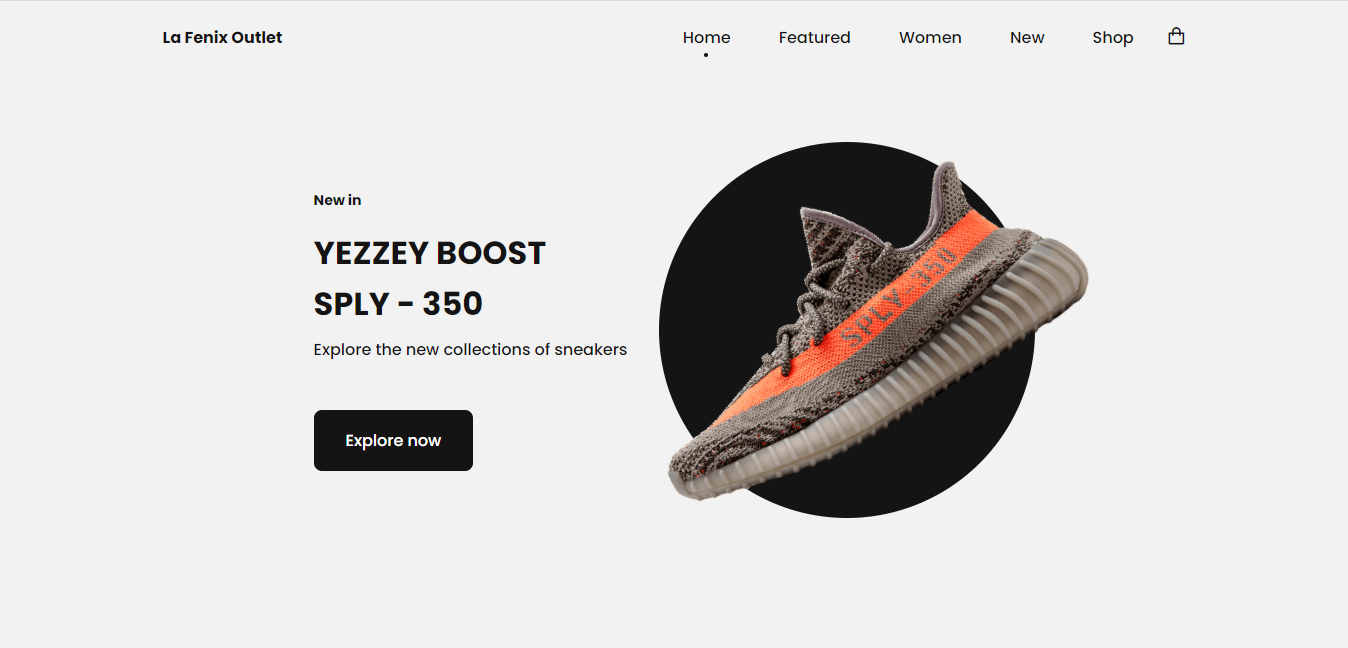 La Fenix Outlet
Home Featured Women New Shop
New in
YEZZEY BOOST
SPLY - 350
Explore the new collections of sneakers
Explore now
SPLY-350